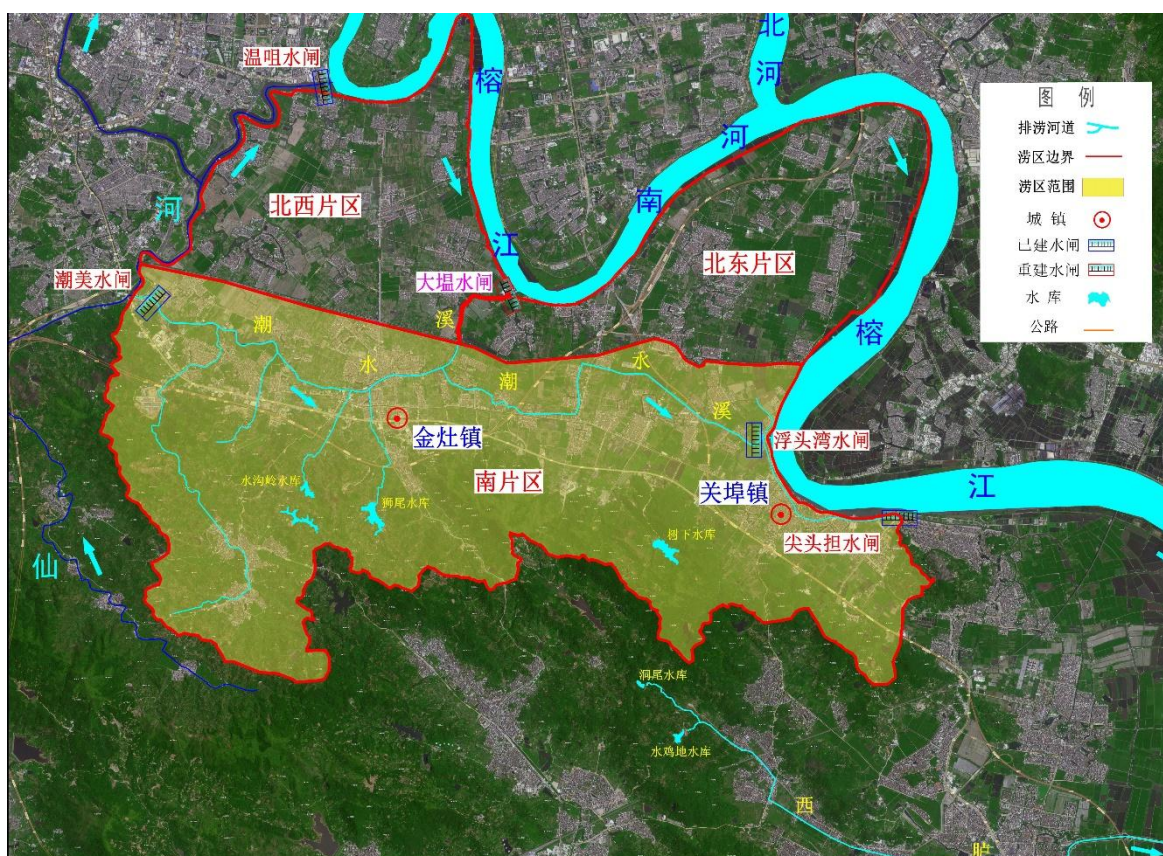 温咀水闸
榕
江
南
河
北
河
图 例
排涝河道
涝区边界
涝区范围
城 镇
已建水闸
重建水闸
水 库
公路
河
北西片区
北东片区
潮美水闸
大塭水闸
溪
潮
水
潮
水
溪
榕
江
金灶镇
南片区
浮头湾水闸
关埠镇
尖头担水闸
水沟岭水库
狮尾水库
树下水库
仙
洞尾水库
水鸡地水库
西
胪